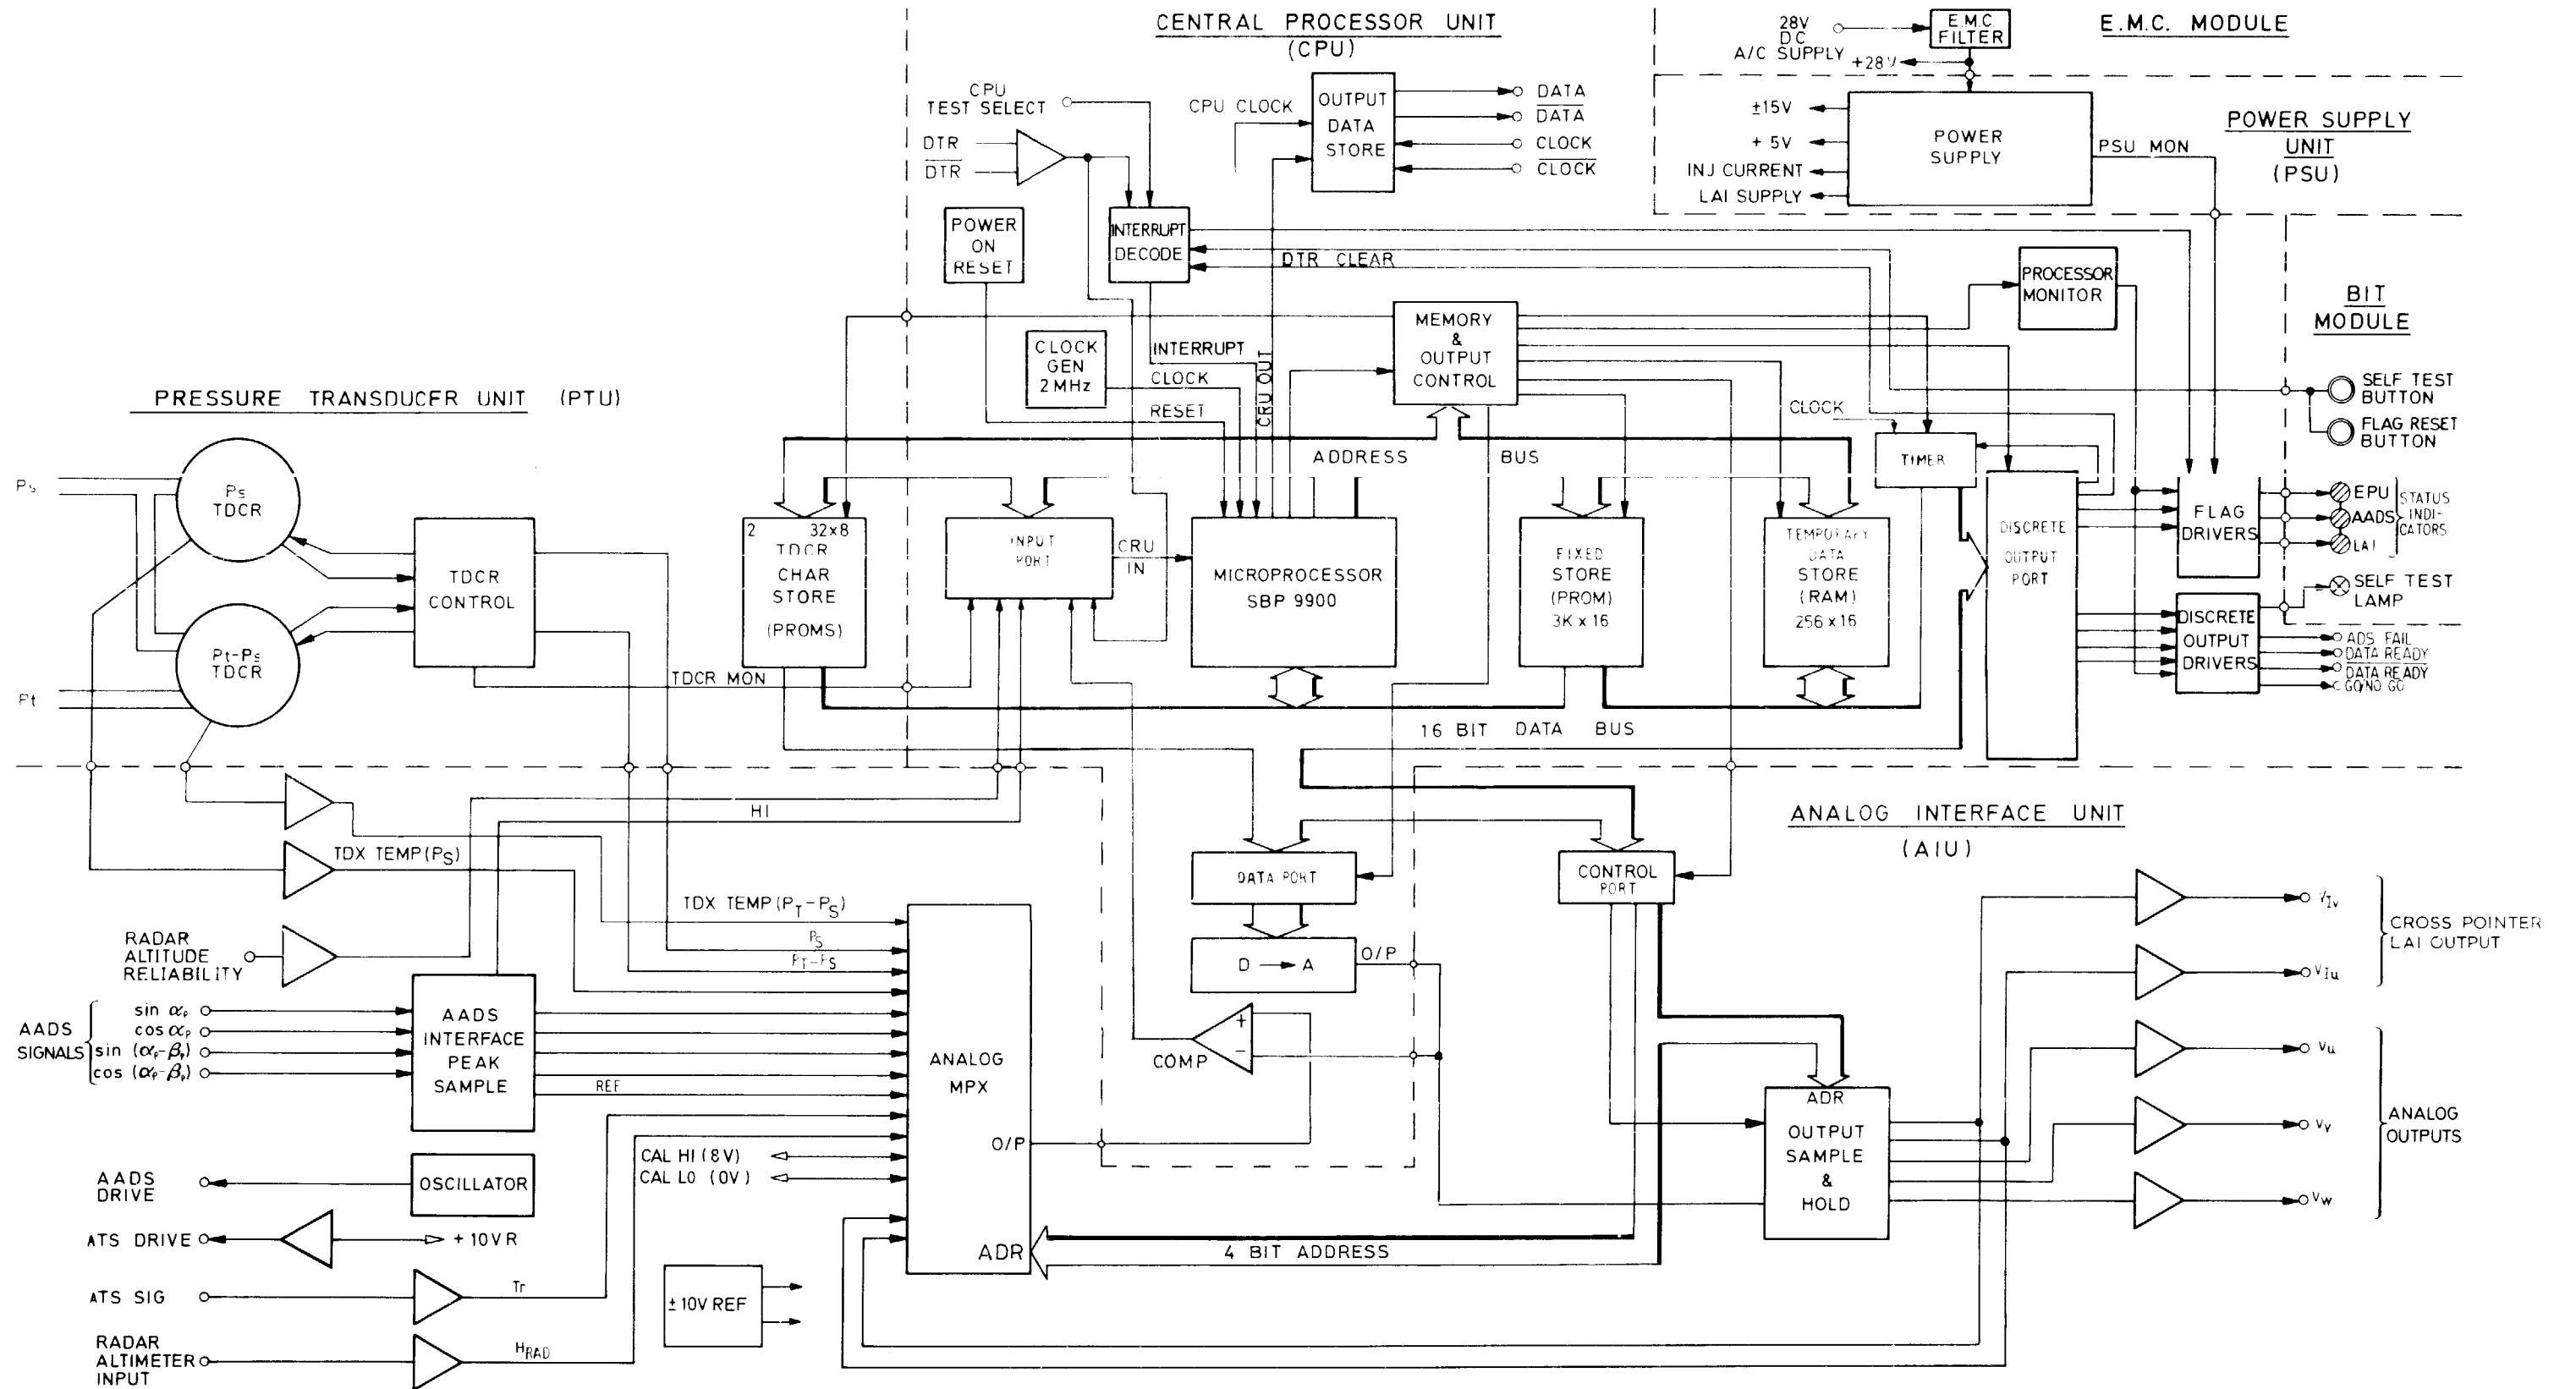 CENTRAL PROCESSOR UNIT
(CPU)
28V
DC
A/C SUPPLY
E.M.C.
FILTER
+28V
E.M.C. MODULE
CPU
TEST SELECT
DTR
DTR
CPU CLOCK
OUTPUT
DATA
STORE
DATA
DATA
CLOCK
CLOCK
±15V
+ 5V
INJ CURRENT
LAI SUPPLY
POWER
SUPPLY
PSU MON
POWER SUPPLY
UNIT
(PSU)
POWER
ON
RESET
INTERRUPT
DECODE
DTR CLEAR
PROCESSOR
MONITOR
BIT
MODULE
CLOCK
GEN
2MHz
INTERRUPT
CLOCK
RESET
CRU OUT
MEMORY
&
OUTPUT
CONTROL
CLOCK
TIMER
SELF TEST
BUTTON
FLAG RESET
BUTTON
PRESSURE TRANSDUCER UNIT (PTU)
ADDRESS BUS
Ps
Ps
TDCR
Pt-Ps
TDCR
Pt
TDCR
CONTROL
TDCR MON
2 32x8
TDCR
CHAR
STORE
(PROMS)
INPUT
PORT
CRU
IN
MICROPROCESSOR
SBP 9900
FIXED
STORE
(PROM)
3K x 16
TEMPORARY
DATA
STORE
(RAM)
256 x 16
DISCRETE
OUTPUT
PORT
FLAG
DRIVERS
EPU
AADS
LAI
STATUS
INDI-
CATORS
SELF TEST
LAMP
DISCRETE
OUTPUT
DRIVERS
ADS FAIL
DATA READY
DATA READY
GO/NO GO
16 BIT DATA BUS
HI
TDX TEMP (PS)
TDX TEMP (PT-PS)
PS
PT-PS
RADAR
ALTITUDE
RELIABILITY
AADS
SIGNALS
sin αP
cos αP
sin (αP-βP)
cos (αP-βP)
AADS
INTERFACE
PEAK
SAMPLE
REF
ANALOG
MPX
O/P
ADR
CAL HI (8V)
CAL LO (0V)
AADS
DRIVE
OSCILLATOR
ATS DRIVE
+10VR
ATS SIG
Tr
RADAR
ALTIMETER
INPUT
HRAD
± 10V REF
DATA PORT
D → A
O/P
COMP
+
−
CONTROL
PORT
ANALOG INTERFACE UNIT
(AIU)
4 BIT ADDRESS
ADR
OUTPUT
SAMPLE
&
HOLD
VIv
VIu
CROSS POINTER
LAI OUTPUT
Vu
Vv
Vw
ANALOG
OUTPUTS